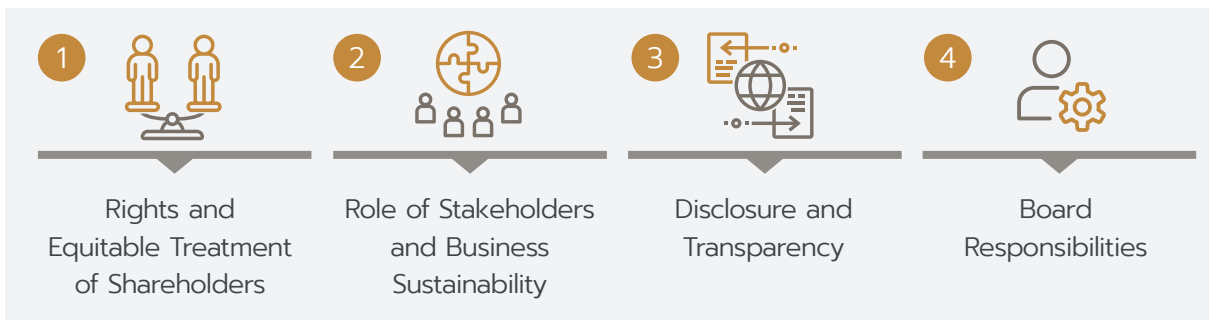 1
Rights and
Equitable Treatment
of Shareholders
2
Role of Stakeholders
and Business
Sustainability
3
Disclosure and
Transparency
4
Board
Responsibilities